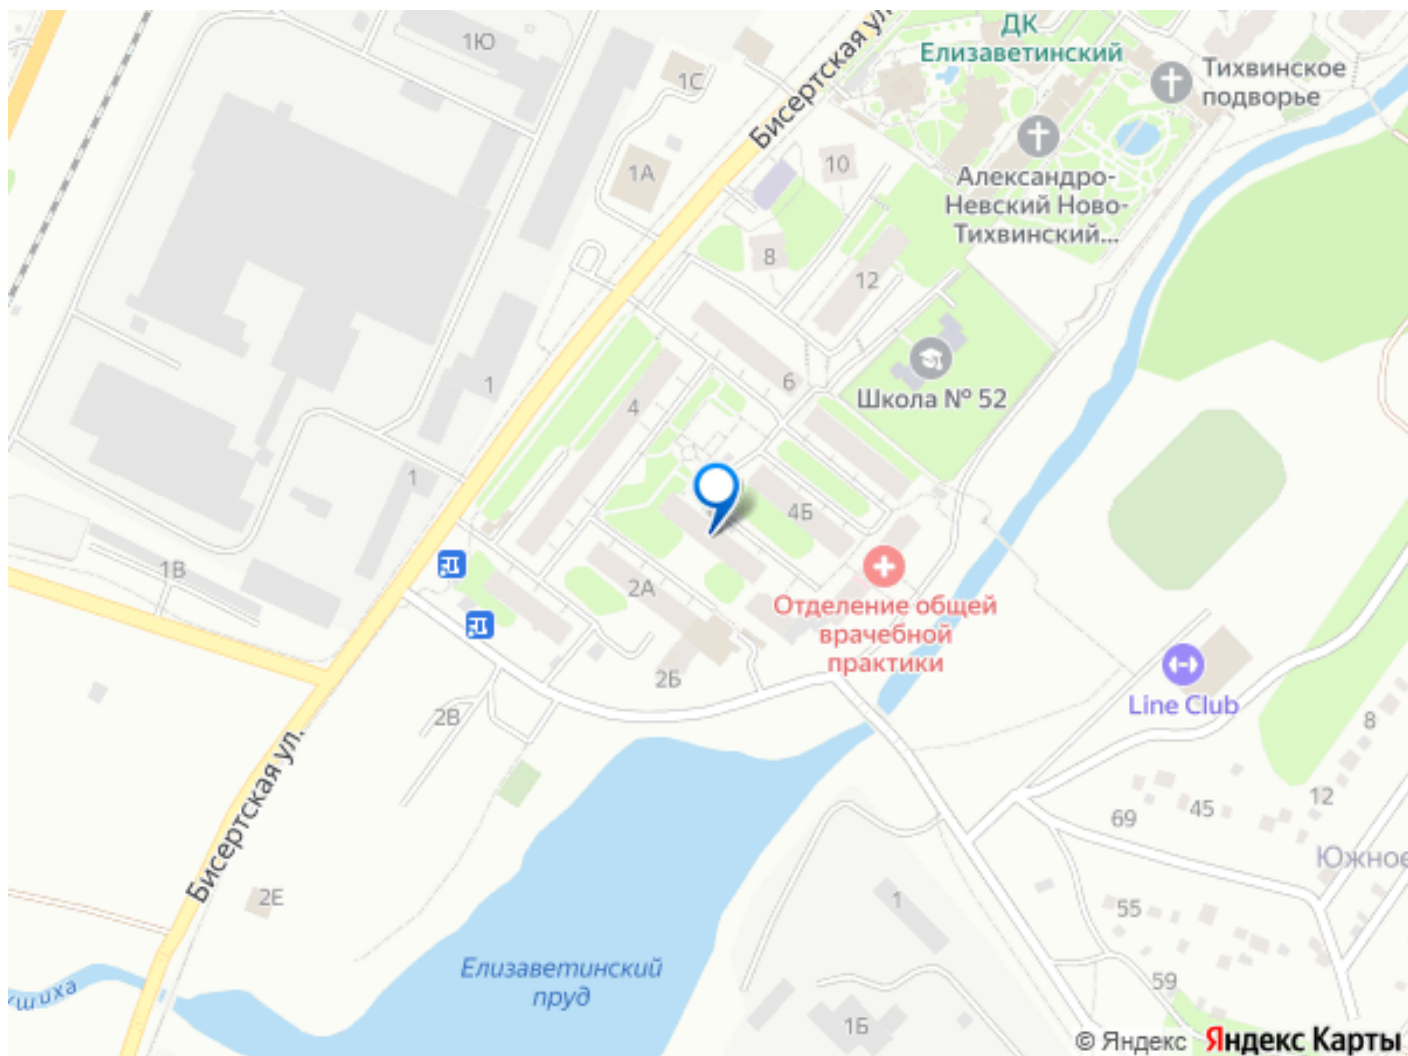 ДК
Елизаветинский
1Ю
1С
Бисертская ул.
Тихвинское
подворье
1А
10
Александро-
Невский Ново-
Тихвинский...
8
12
6
1
4
Школа № 52
1
4Б
1В
2А
Отделение общей
врачебной
практики
2Б
Line Club
2В
8
Бисертская ул.
12
45
69
Южное
2Е
1
55
Елизаветинский
пруд
59
ушиха
1Б
© Яндекс Яндекс Карты